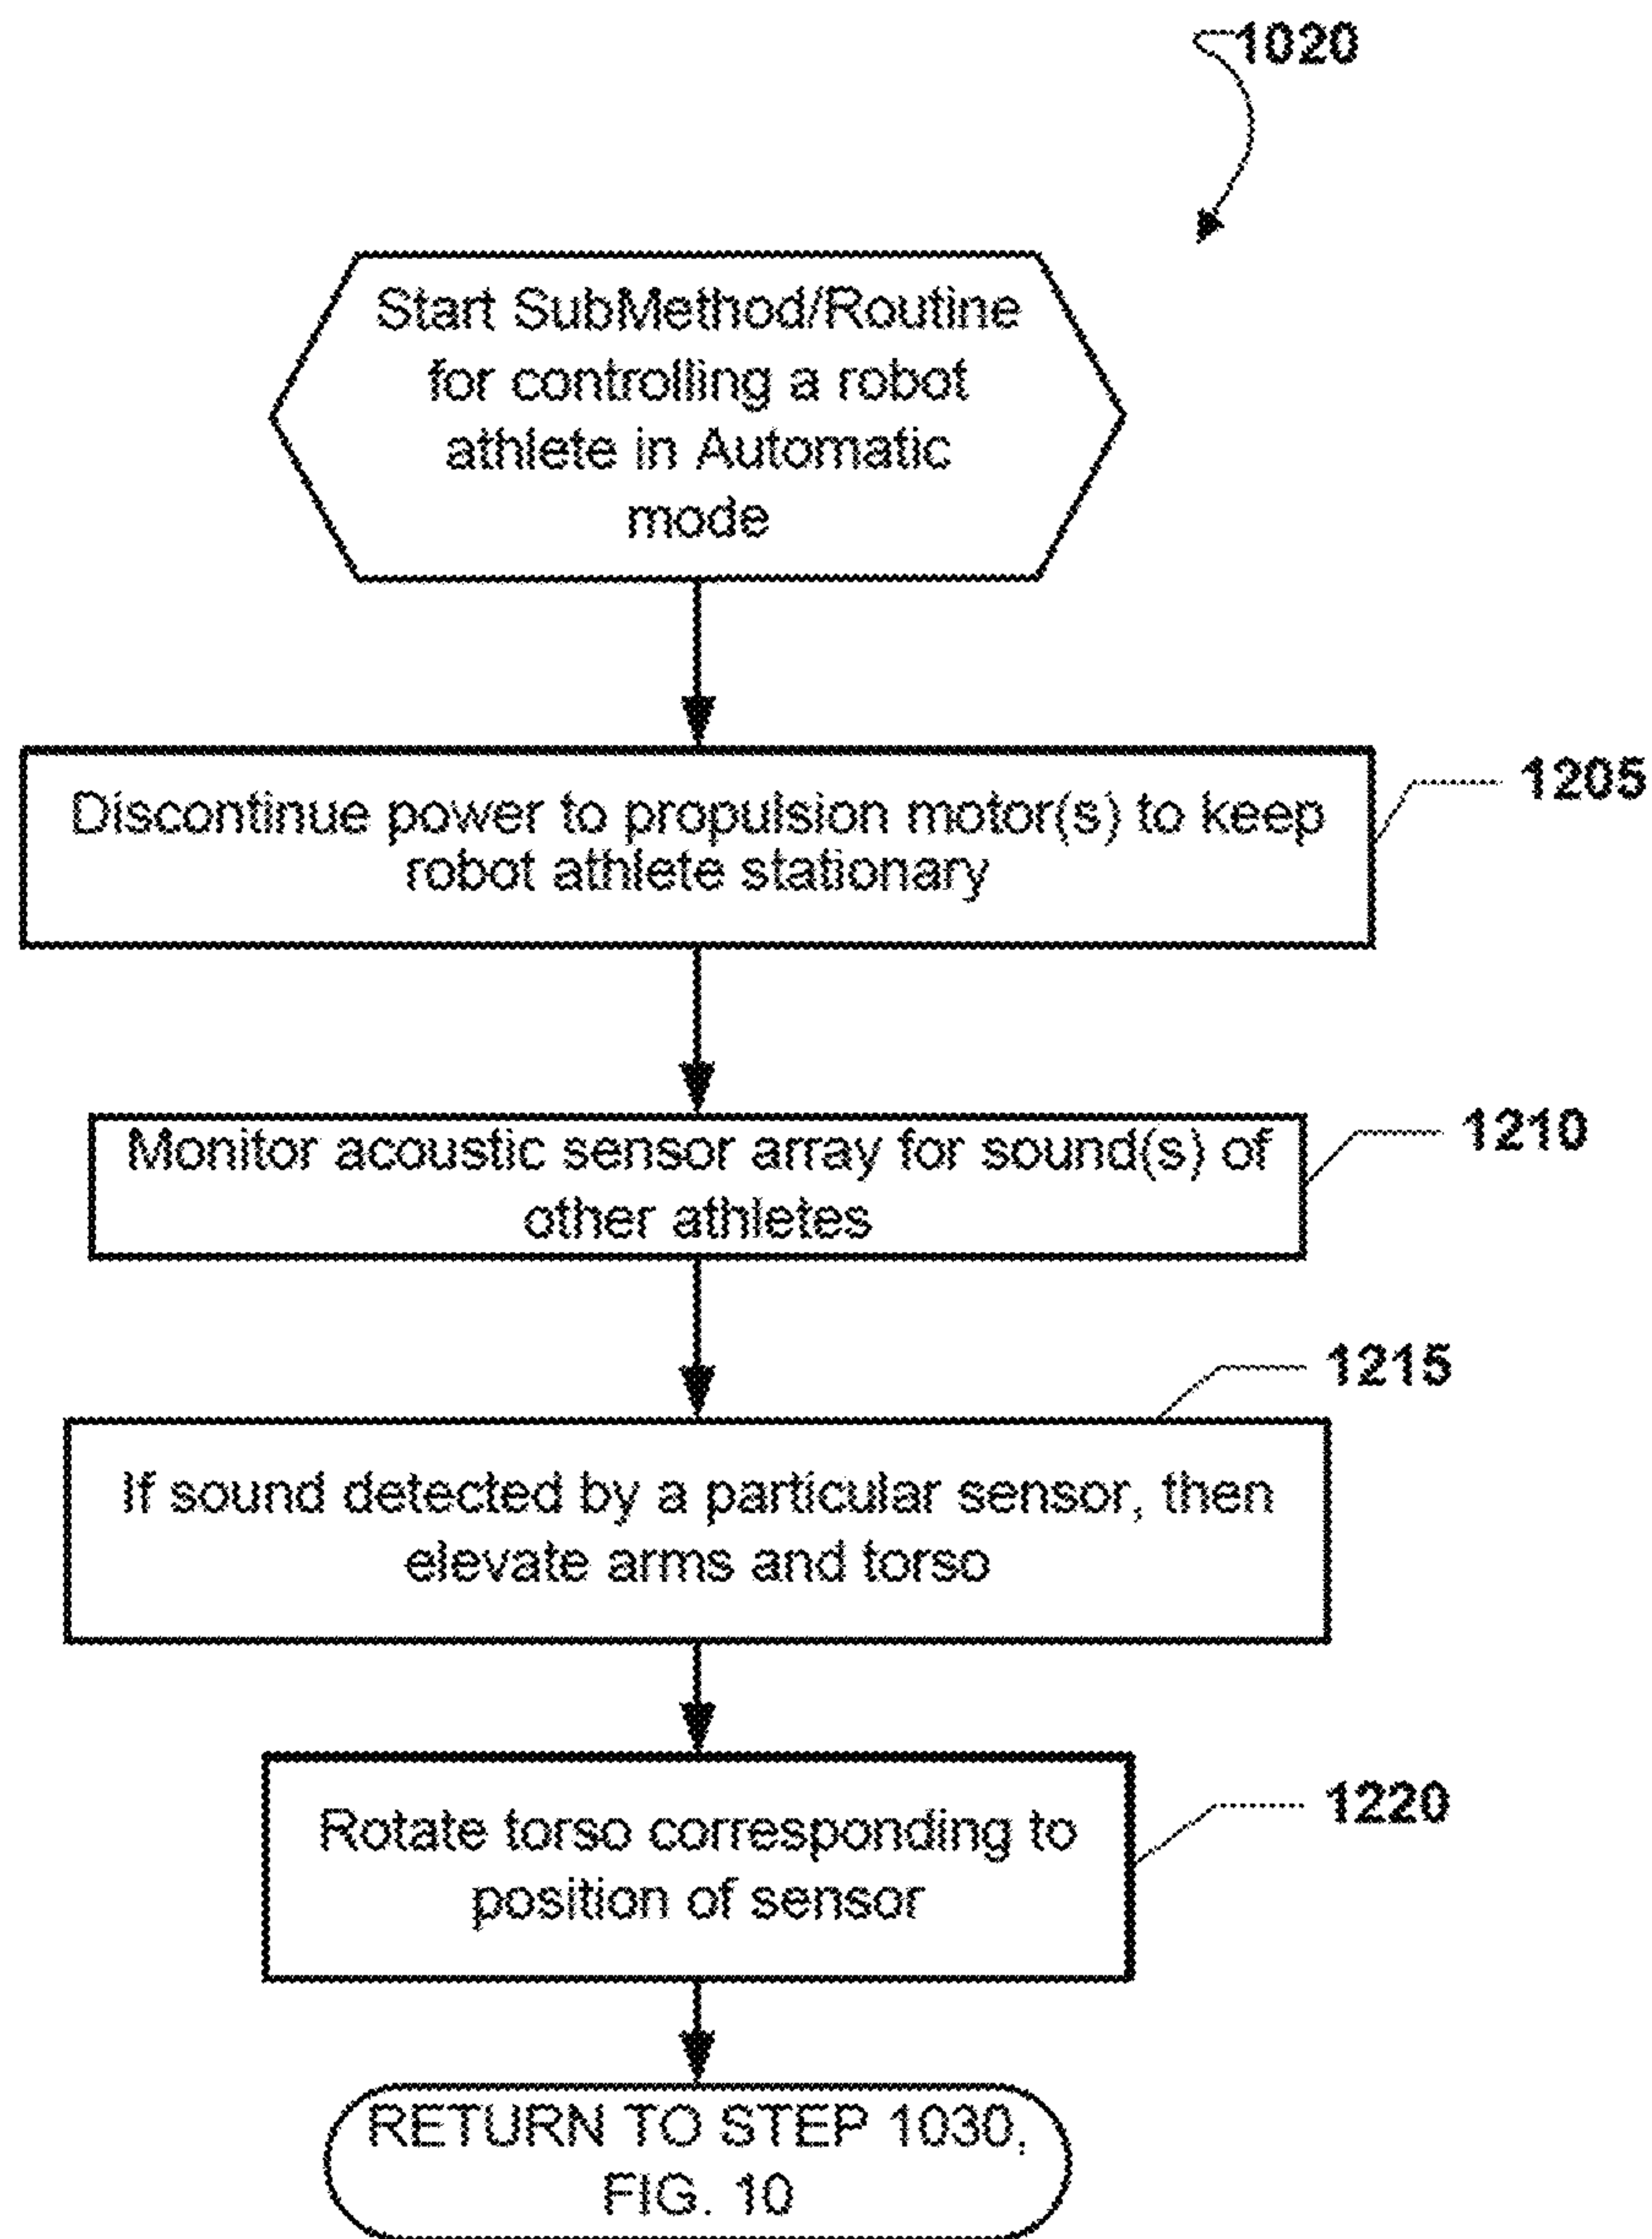 1020
Start SubMethod/Routine
for controlling a robot
athlete in Automatic
mode
Discontinue power to propulsion motor(s) to keep
robot athlete stationary
1205
Monitor acoustic sensor array for sound(s) of
other athletes
1210
1215
If sound detected by a particular sensor, then
elevate arms and torso
Rotate torso corresponding to
position of sensor
1220
RETURN TO STEP 1030,
FIG. 10